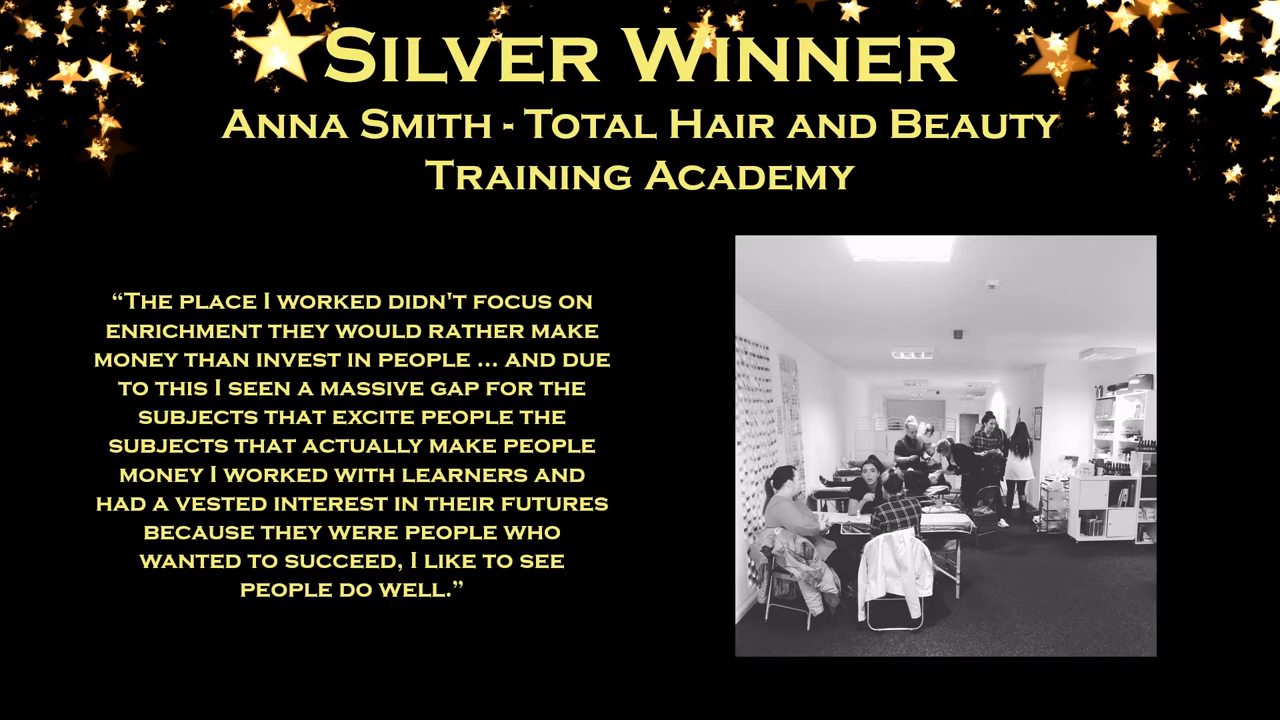 Silver Winner
Anna Smith - Total Hair and Beauty
Training Academy
“The place I worked didn't focus on
enrichment they would rather make
money than invest in people ... and due
to this I seen a massive gap for the
subjects that excite people the
subjects that actually make people
money I worked with learners and
had a vested interest in their futures
because they were people who
wanted to succeed, I like to see
people do well.”